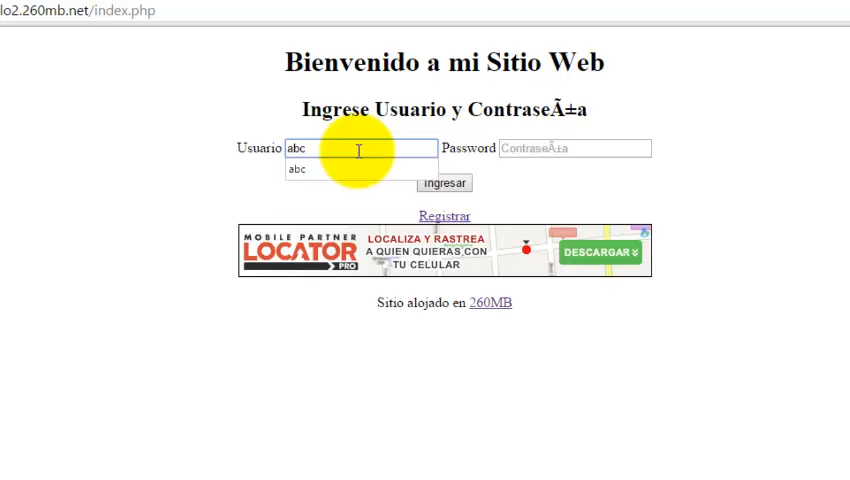 lo2.260mb.net/index.php
Bienvenido a mi Sitio Web
Ingrese Usuario y ContraseÃ±a
Usuario abc Password ContraseÃ±a
abc
Ingresar
Registrar
MOBILE PARTNER
LOCATOR
PRO
LOCALIZA Y RASTREA
A QUIEN QUIERAS CON
TU CELULAR
DESCARGAR
Sitio alojado en 260MB